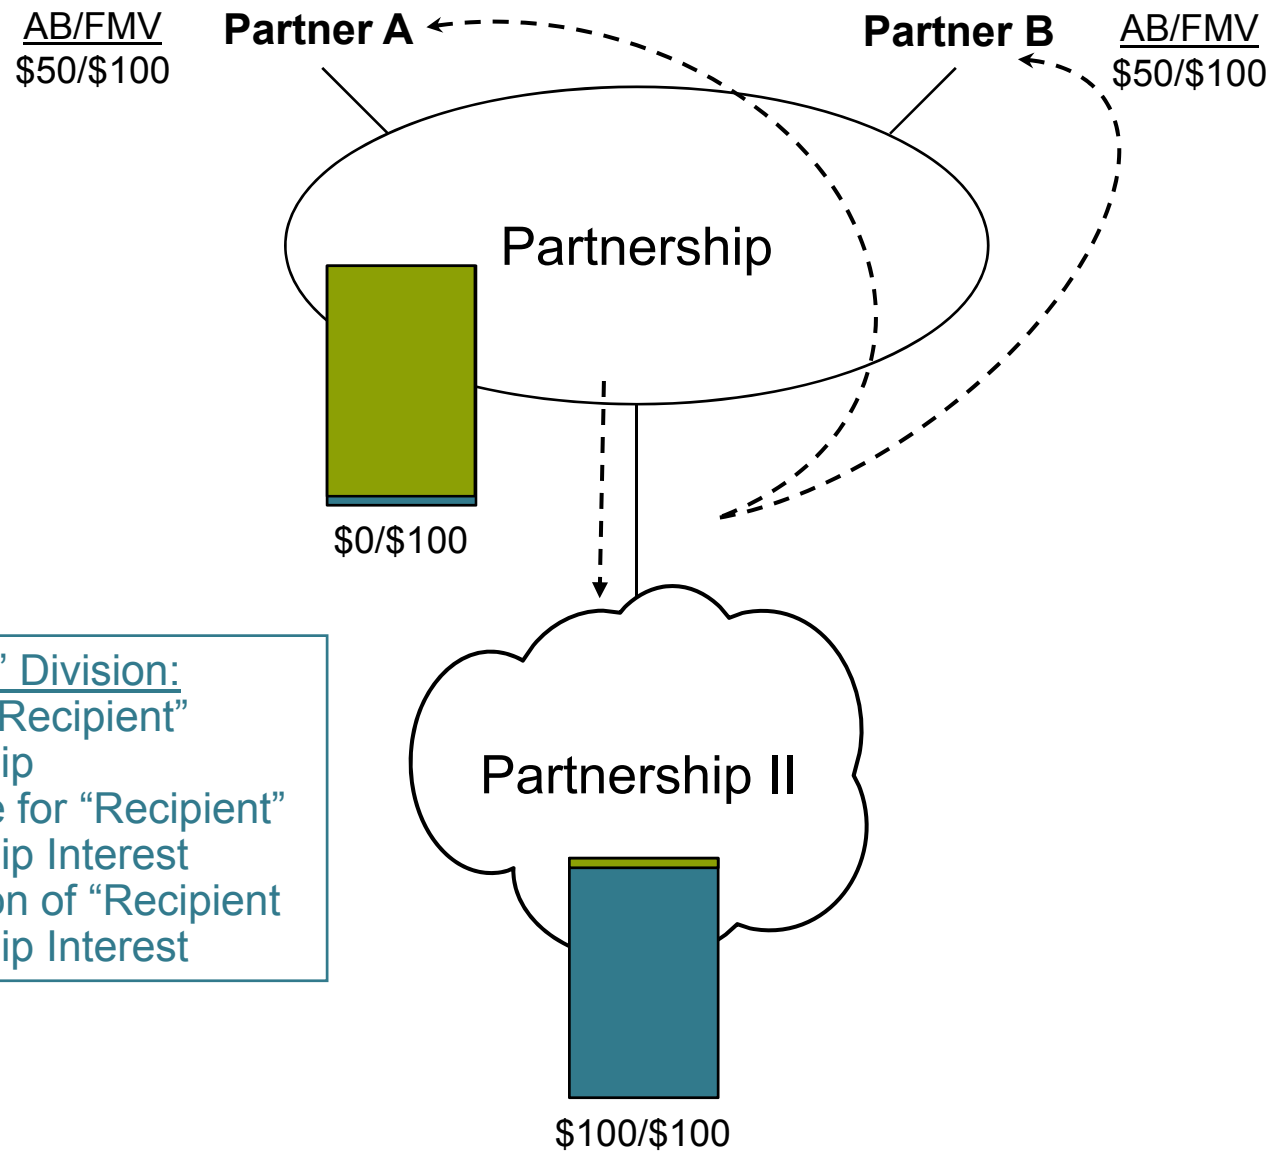 AB/FMV
$50/$100
Partner A
Partner B
AB/FMV
$50/$100
Partnership
$0/$100
” Division:
Recipient”
ip
e for “Recipient”
ip Interest
on of “Recipient
ip Interest
Partnership II
$100/$100